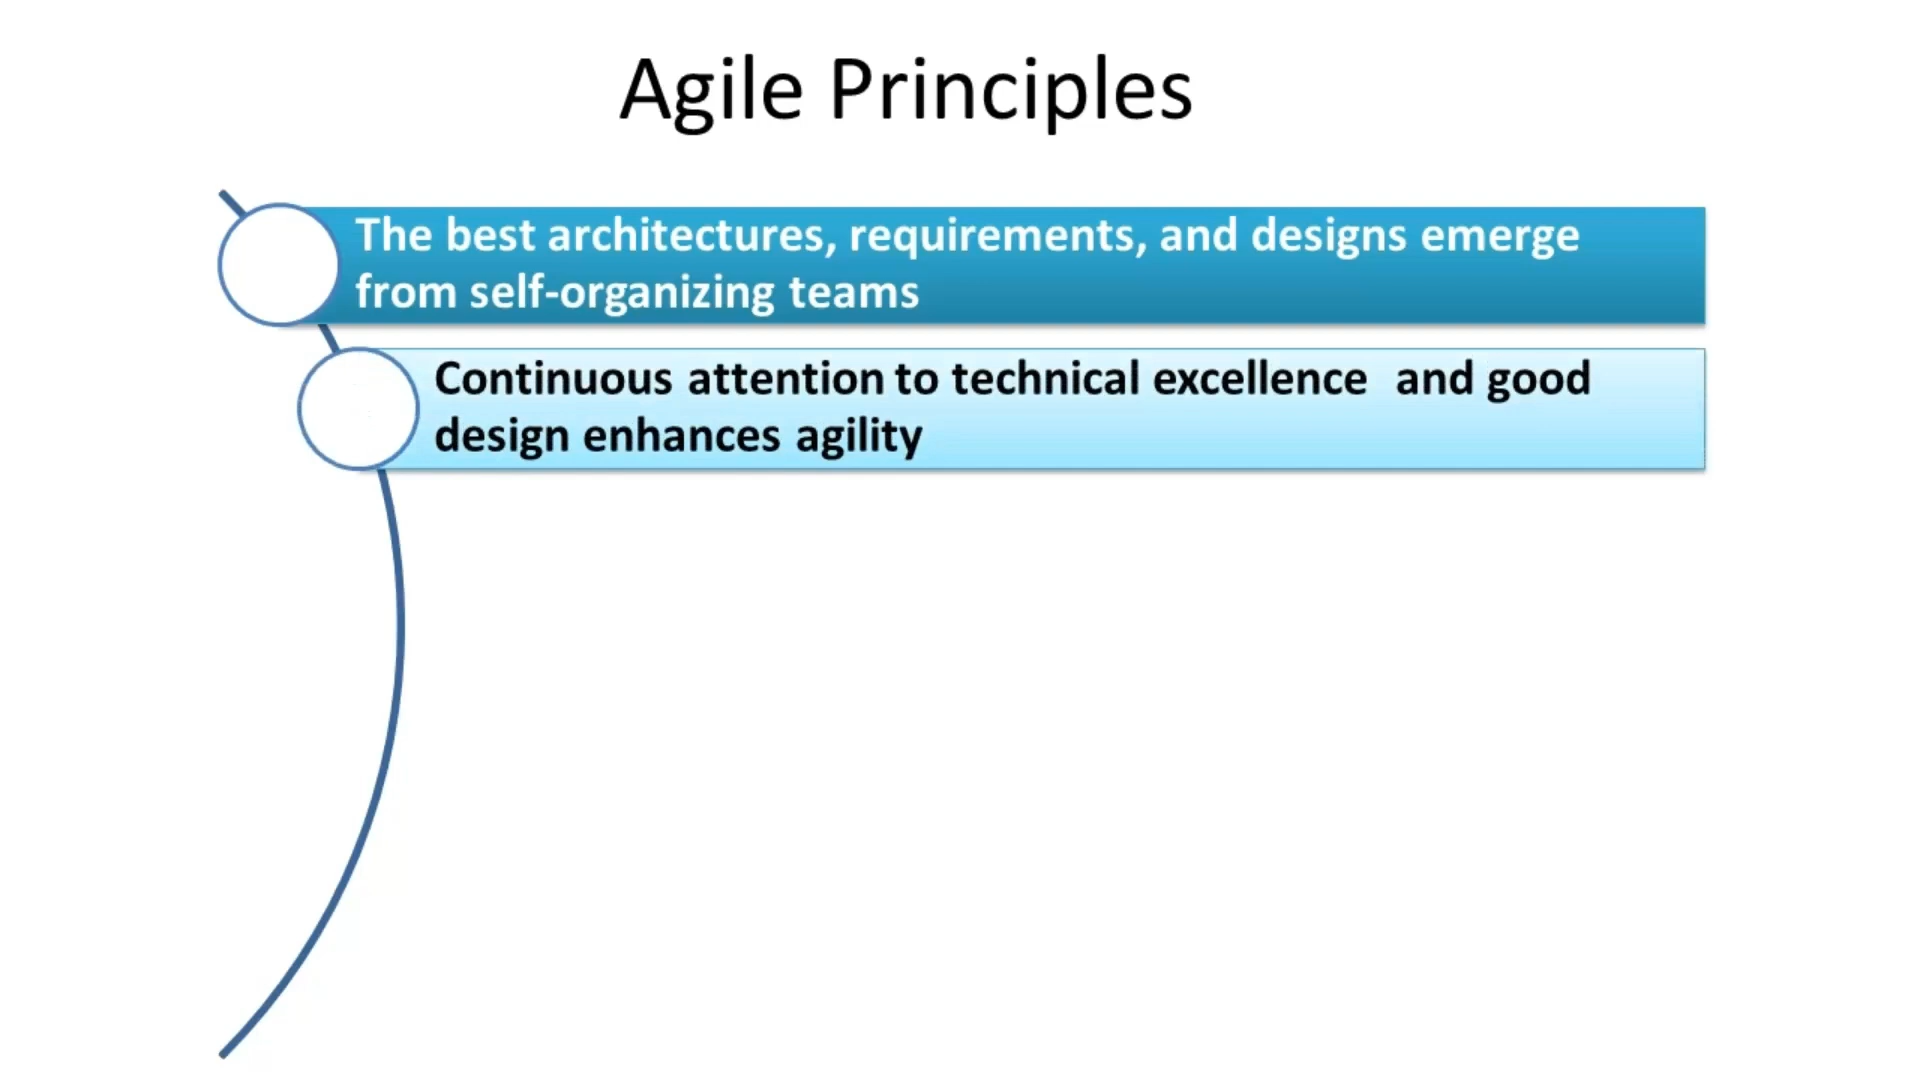 Agile Principles
The best architectures, requirements, and designs emerge
from self-organizing teams
Continuous attention to technical excellence and good
design enhances agility